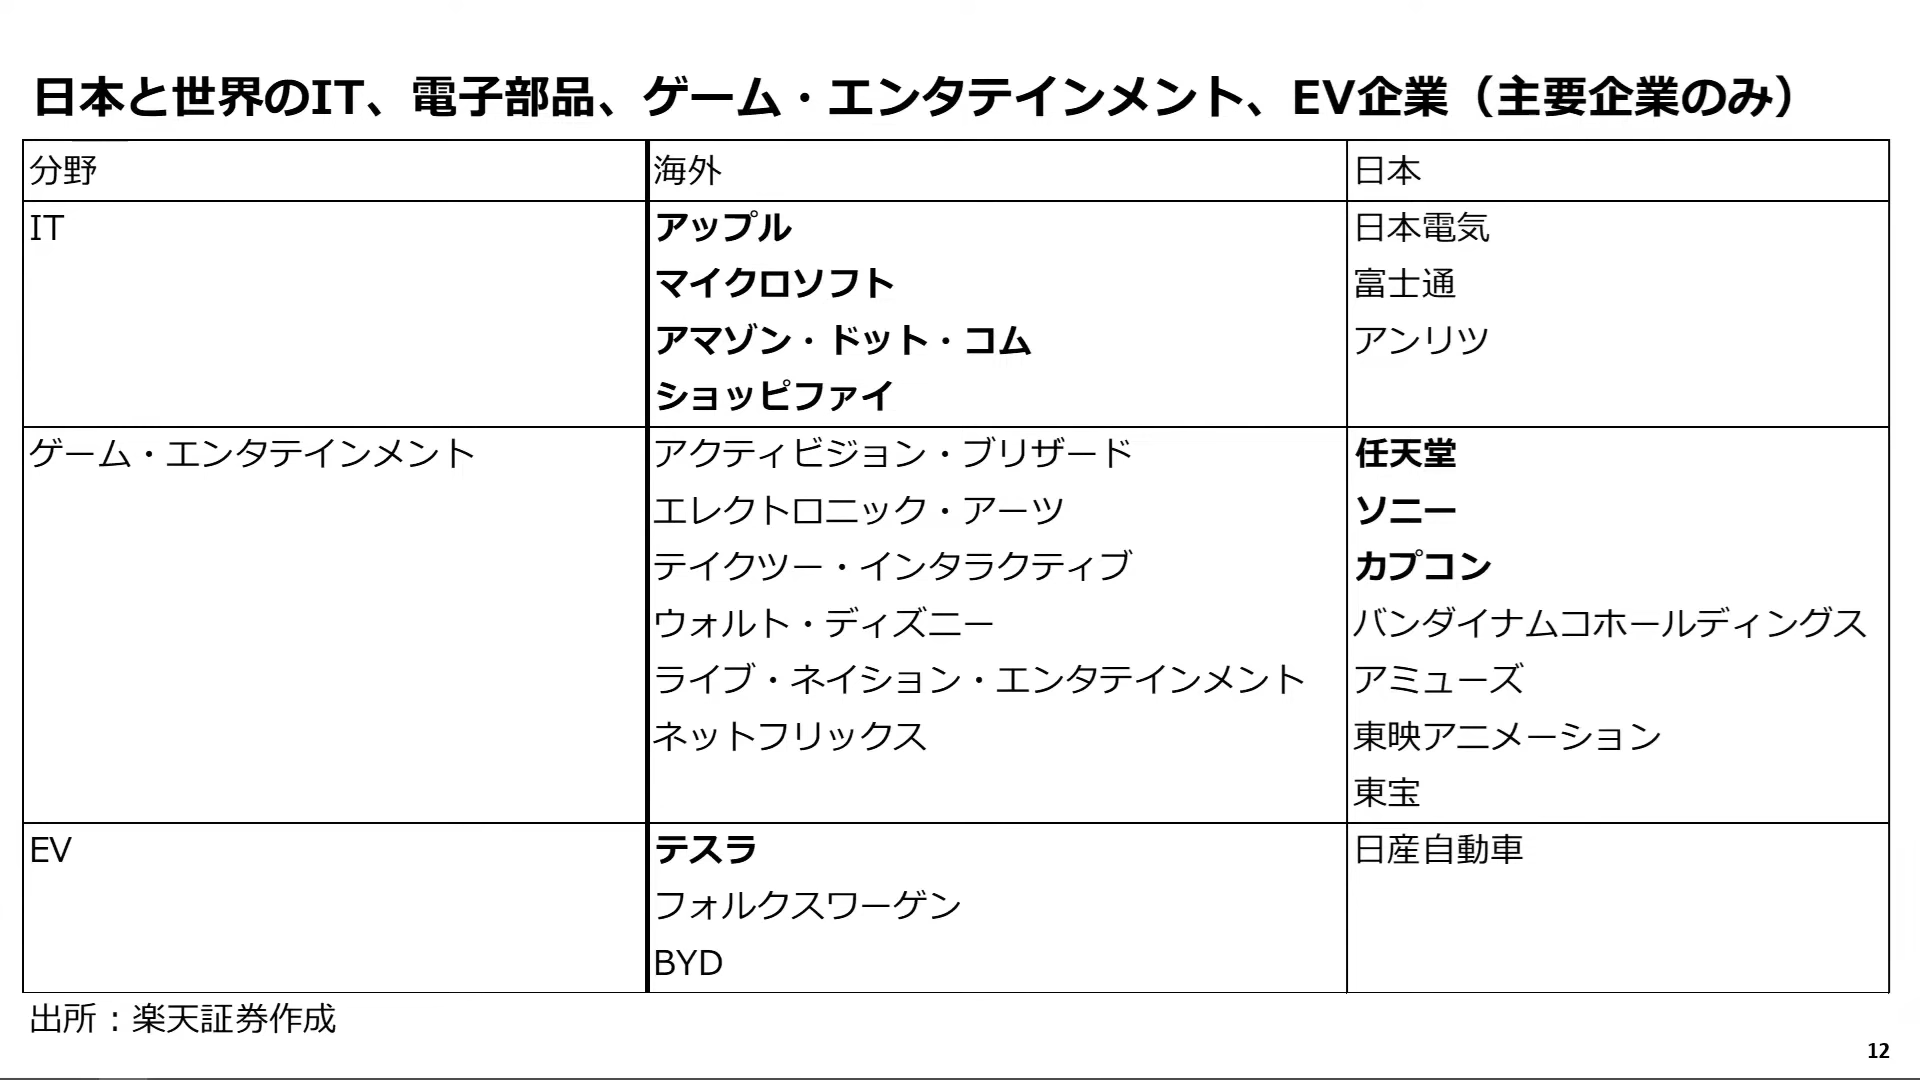 日本と世界のIT、電子部品、ゲーム・エンタテインメント、EV企業（主要企業のみ）
分野 海外 日本
IT アップル 日本電気
マイクロソフト 富士通
アマゾン・ドット・コム アンリツ
ショッピファイ
ゲーム・エンタテインメント アクティビジョン・ブリザード 任天堂
エレクトロニック・アーツ ソニー
テイクツー・インタラクティブ カプコン
ウォルト・ディズニー バンダイナムコホールディングス
ライブ・ネイション・エンタテインメント アミューズ
ネットフリックス 東映アニメーション
東宝
EV テスラ 日産自動車
フォルクスワーゲン
BYD
出所：楽天証券作成
12